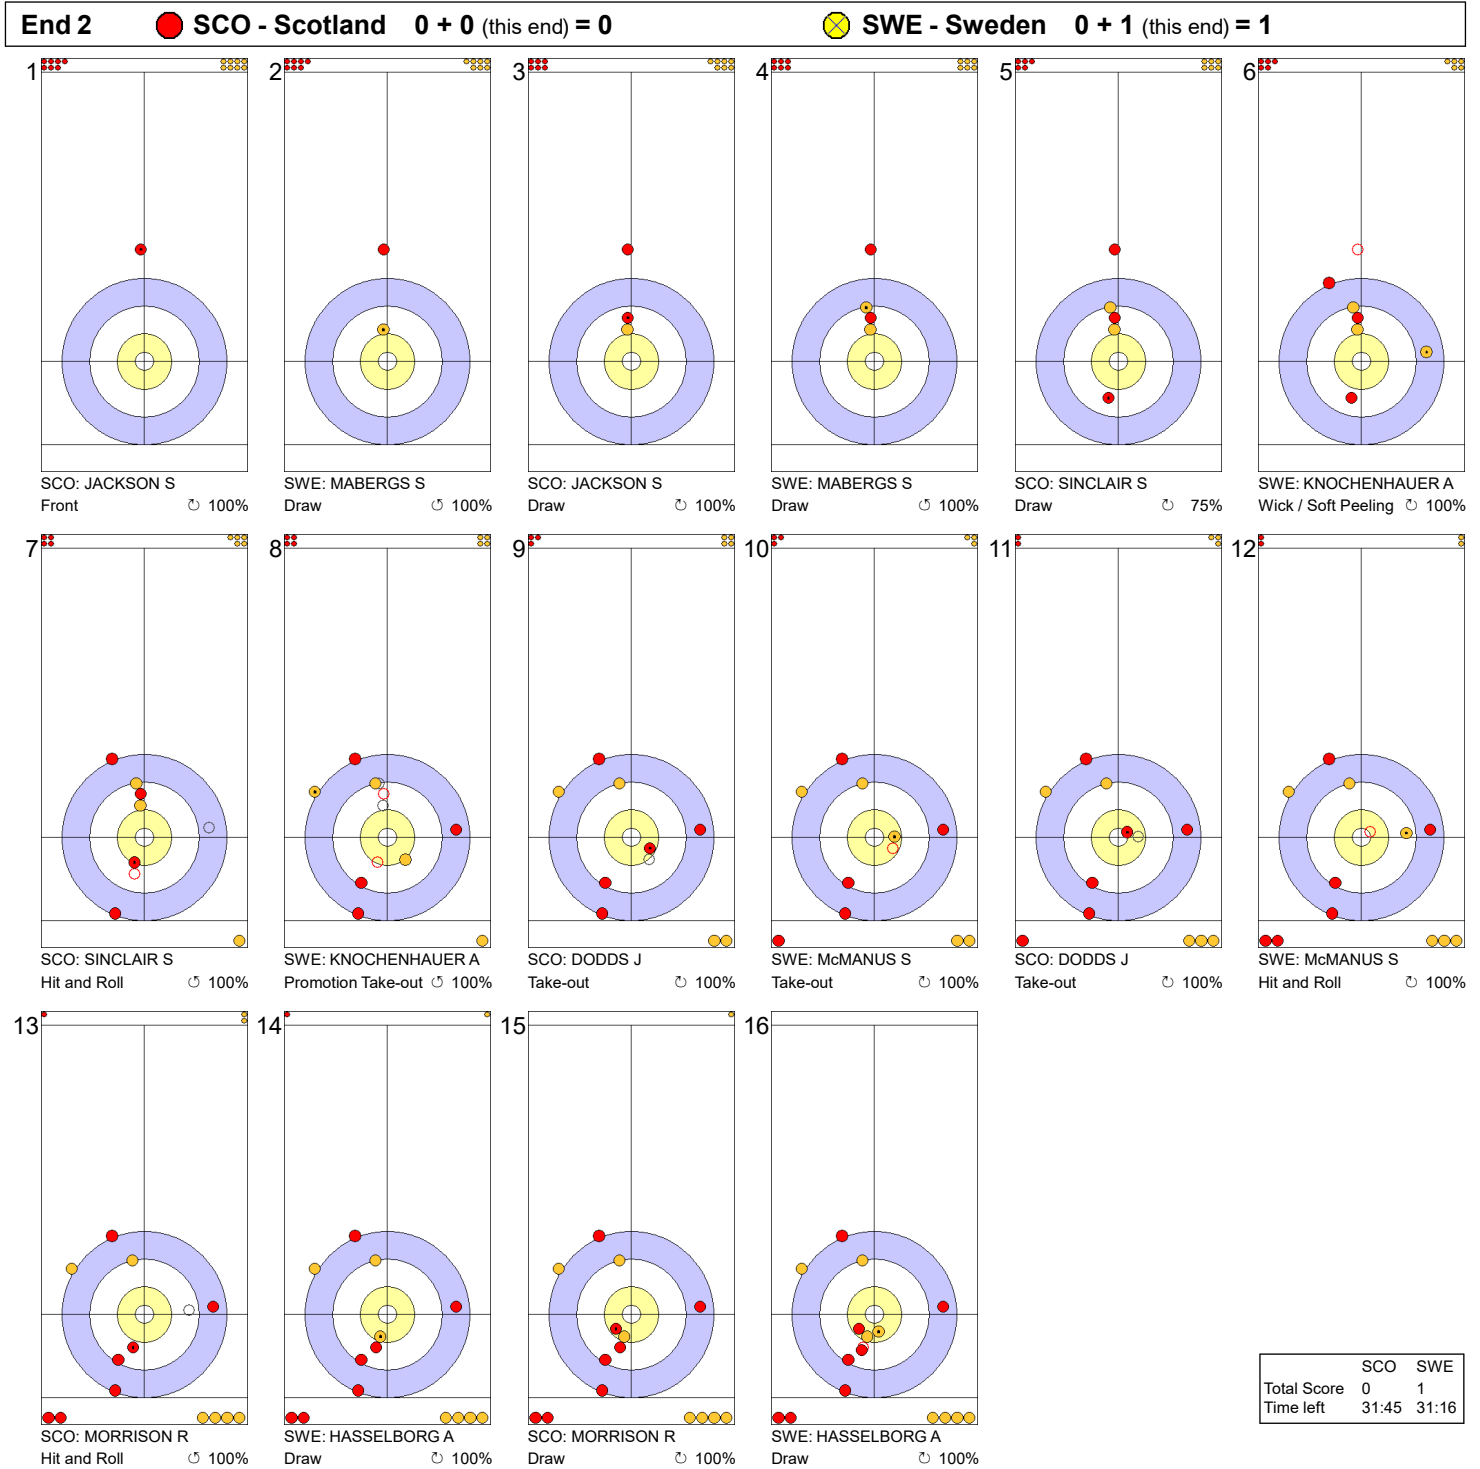 End 2 SCO - Scotland 0 + 0 (this end) = 0 SWE - Sweden 0 + 1 (this end) = 1
1 2 3 4 5 6
SCO: JACKSON S SWE: MABERGS S SCO: JACKSON S SWE: MABERGS S SCO: SINCLAIR S SWE: KNOCHENHAUER A
Front ↻ 100% Draw ↺ 100% Draw ↻ 100% Draw ↺ 100% Draw ↻ 75% Wick / Soft Peeling ↻ 100%
7 8 9 10 11 12
SCO: SINCLAIR S SWE: KNOCHENHAUER A SCO: DODDS J SWE: McMANUS S SCO: DODDS J SWE: McMANUS S
Hit and Roll ↺ 100% Promotion Take-out ↺ 100% Take-out ↻ 100% Take-out ↻ 100% Take-out ↻ 100% Hit and Roll ↻ 100%
13 14 15 16
SCO: MORRISON R SWE: HASSELBORG A SCO: MORRISON R SWE: HASSELBORG A
Hit and Roll ↺ 100% Draw ↺ 100% Draw ↻ 100% Draw ↻ 100%
SCO SWE
Total Score 0 1
Time left 31:45 31:16